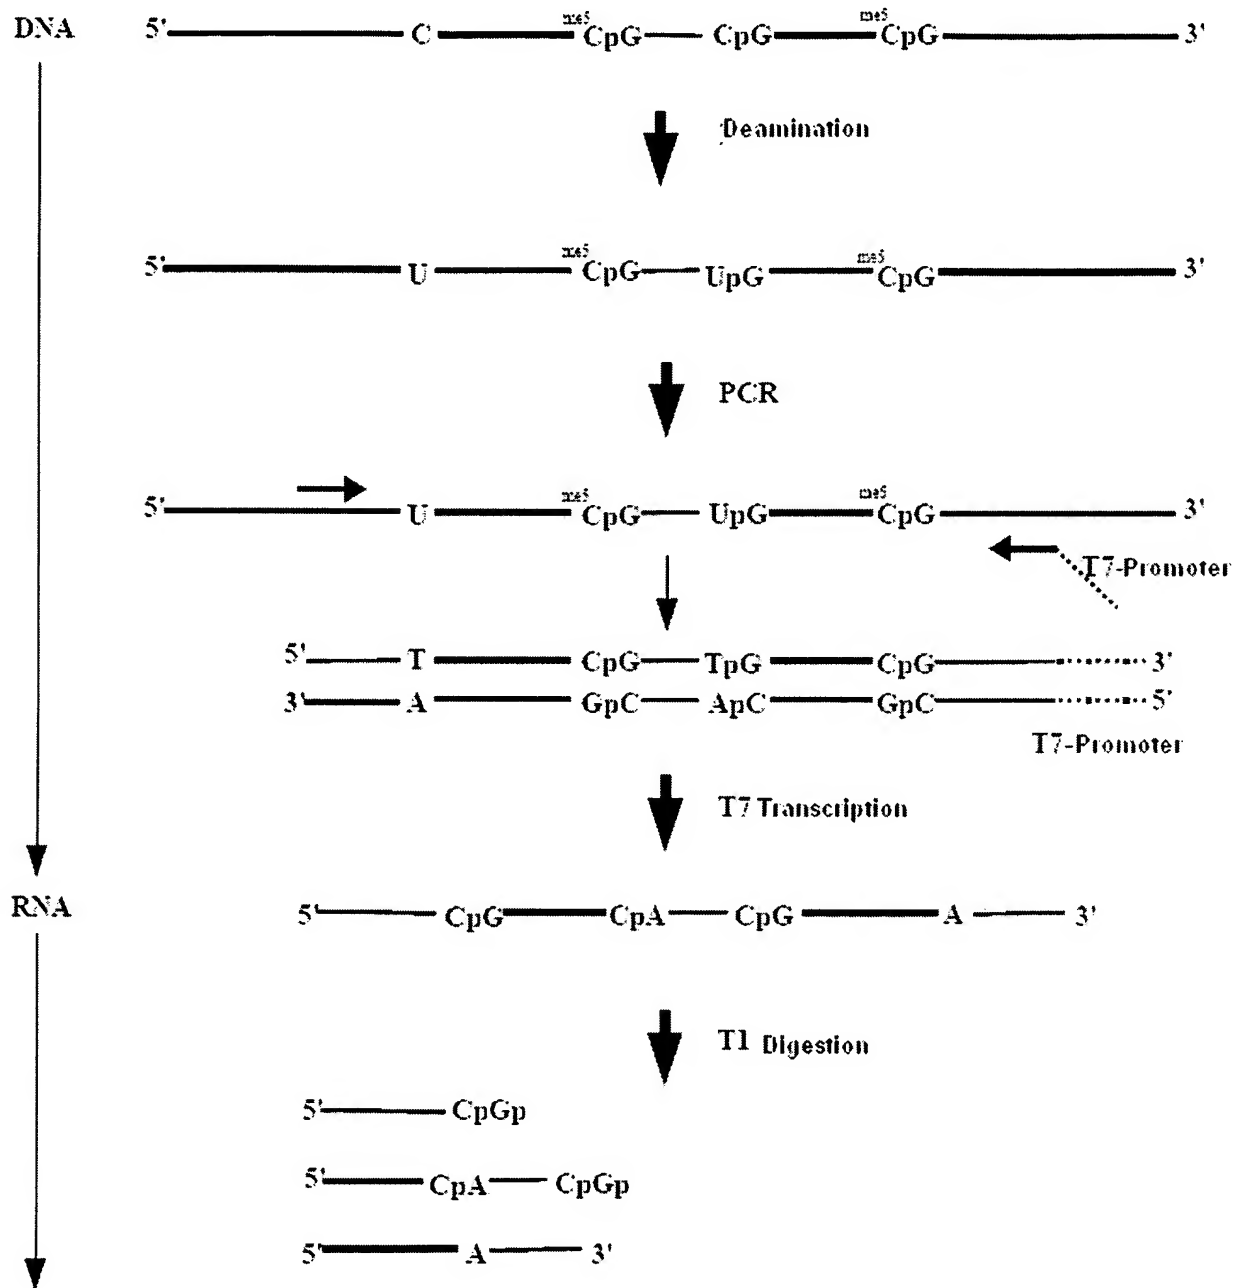 DNA 5' C me5CpG CpG me5CpG 3'
Deamination
5' U me5CpG UpG me5CpG 3'
PCR
5' U me5CpG UpG me5CpG 3'
T7-Promoter
5' T CpG TpG CpG 3'
3' A GpC ApC GpC 5'
T7-Promoter
T7 Transcription
RNA 5' CpG CpA CpG A 3'
T1 Digestion
5' CpGp
5' CpA CpGp
5' A 3'